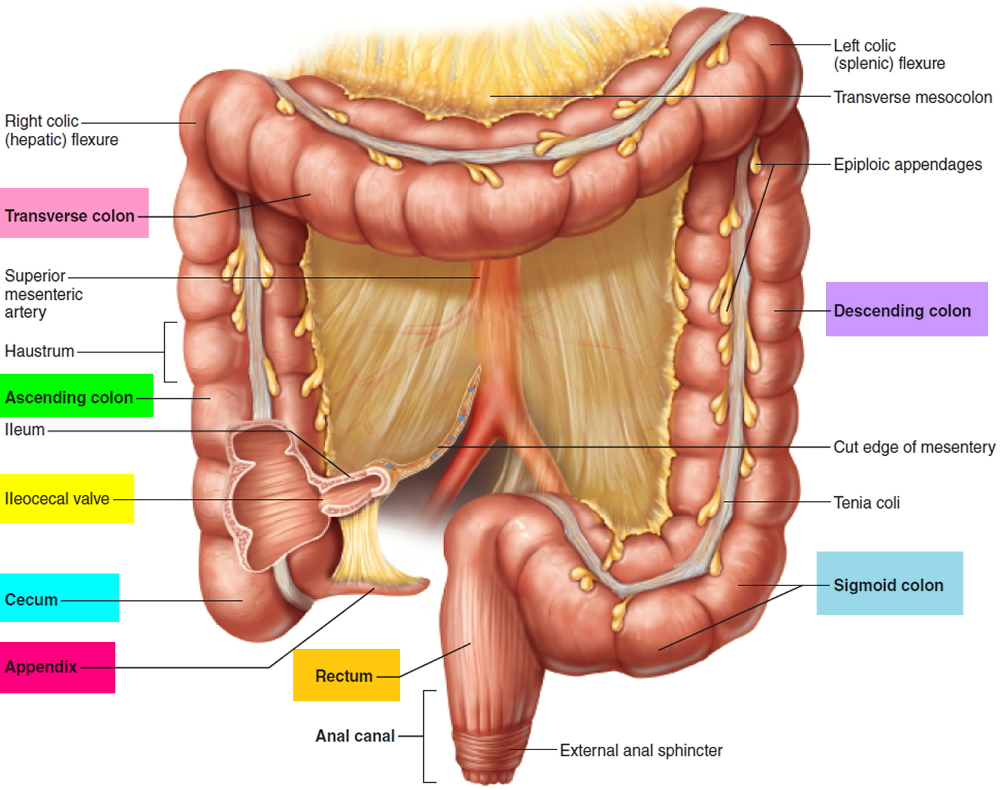 Right colic
(hepatic) flexure
Transverse colon
Superior
mesenteric
artery
Haustrum
Ascending colon
Ileum
Ileocecal valve
Cecum
Appendix
Rectum
Anal canal
External anal sphincter
Left colic
(splenic) flexure
Transverse mesocolon
Epiploic appendages
Descending colon
Cut edge of mesentery
Tenia coli
Sigmoid colon